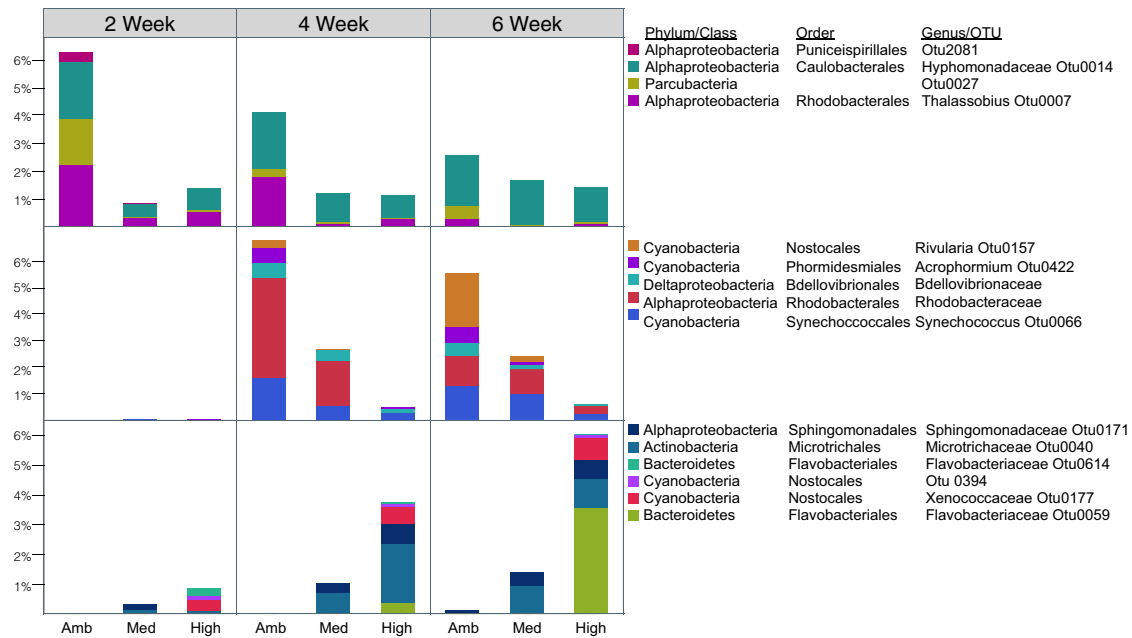 2 Week 4 Week 6 Week
Phylum/Class Order Genus/OTU
Alphaproteobacteria Puniceispirillales Otu2081
Alphaproteobacteria Caulobacterales Hyphomonadaceae Otu0014
Parcubacteria Otu0027
Alphaproteobacteria Rhodobacterales Thalassobius Otu0007
6%
5%
4%
3%
2%
1%
Cyanobacteria Nostocales Rivularia Otu0157
Cyanobacteria Phormidesmiales Acrophormium Otu0422
Deltaproteobacteria Bdellovibrionales Bdellovibrionaceae
Alphaproteobacteria Rhodobacterales Rhodobacteraceae
Cyanobacteria Synechoccoccales Synechococcus Otu0066
6%
5%
4%
3%
2%
1%
Alphaproteobacteria Sphingomonadales Sphingomonadaceae Otu0171
Actinobacteria Microtrichales Microtrichaceae Otu0040
Bacteroidetes Flavobacteriales Flavobacteriaceae Otu0614
Cyanobacteria Nostocales Otu 0394
Cyanobacteria Nostocales Xenococcaceae Otu0177
Bacteroidetes Flavobacteriales Flavobacteriaceae Otu0059
6%
5%
4%
3%
2%
1%
Amb Med High Amb Med High Amb Med High